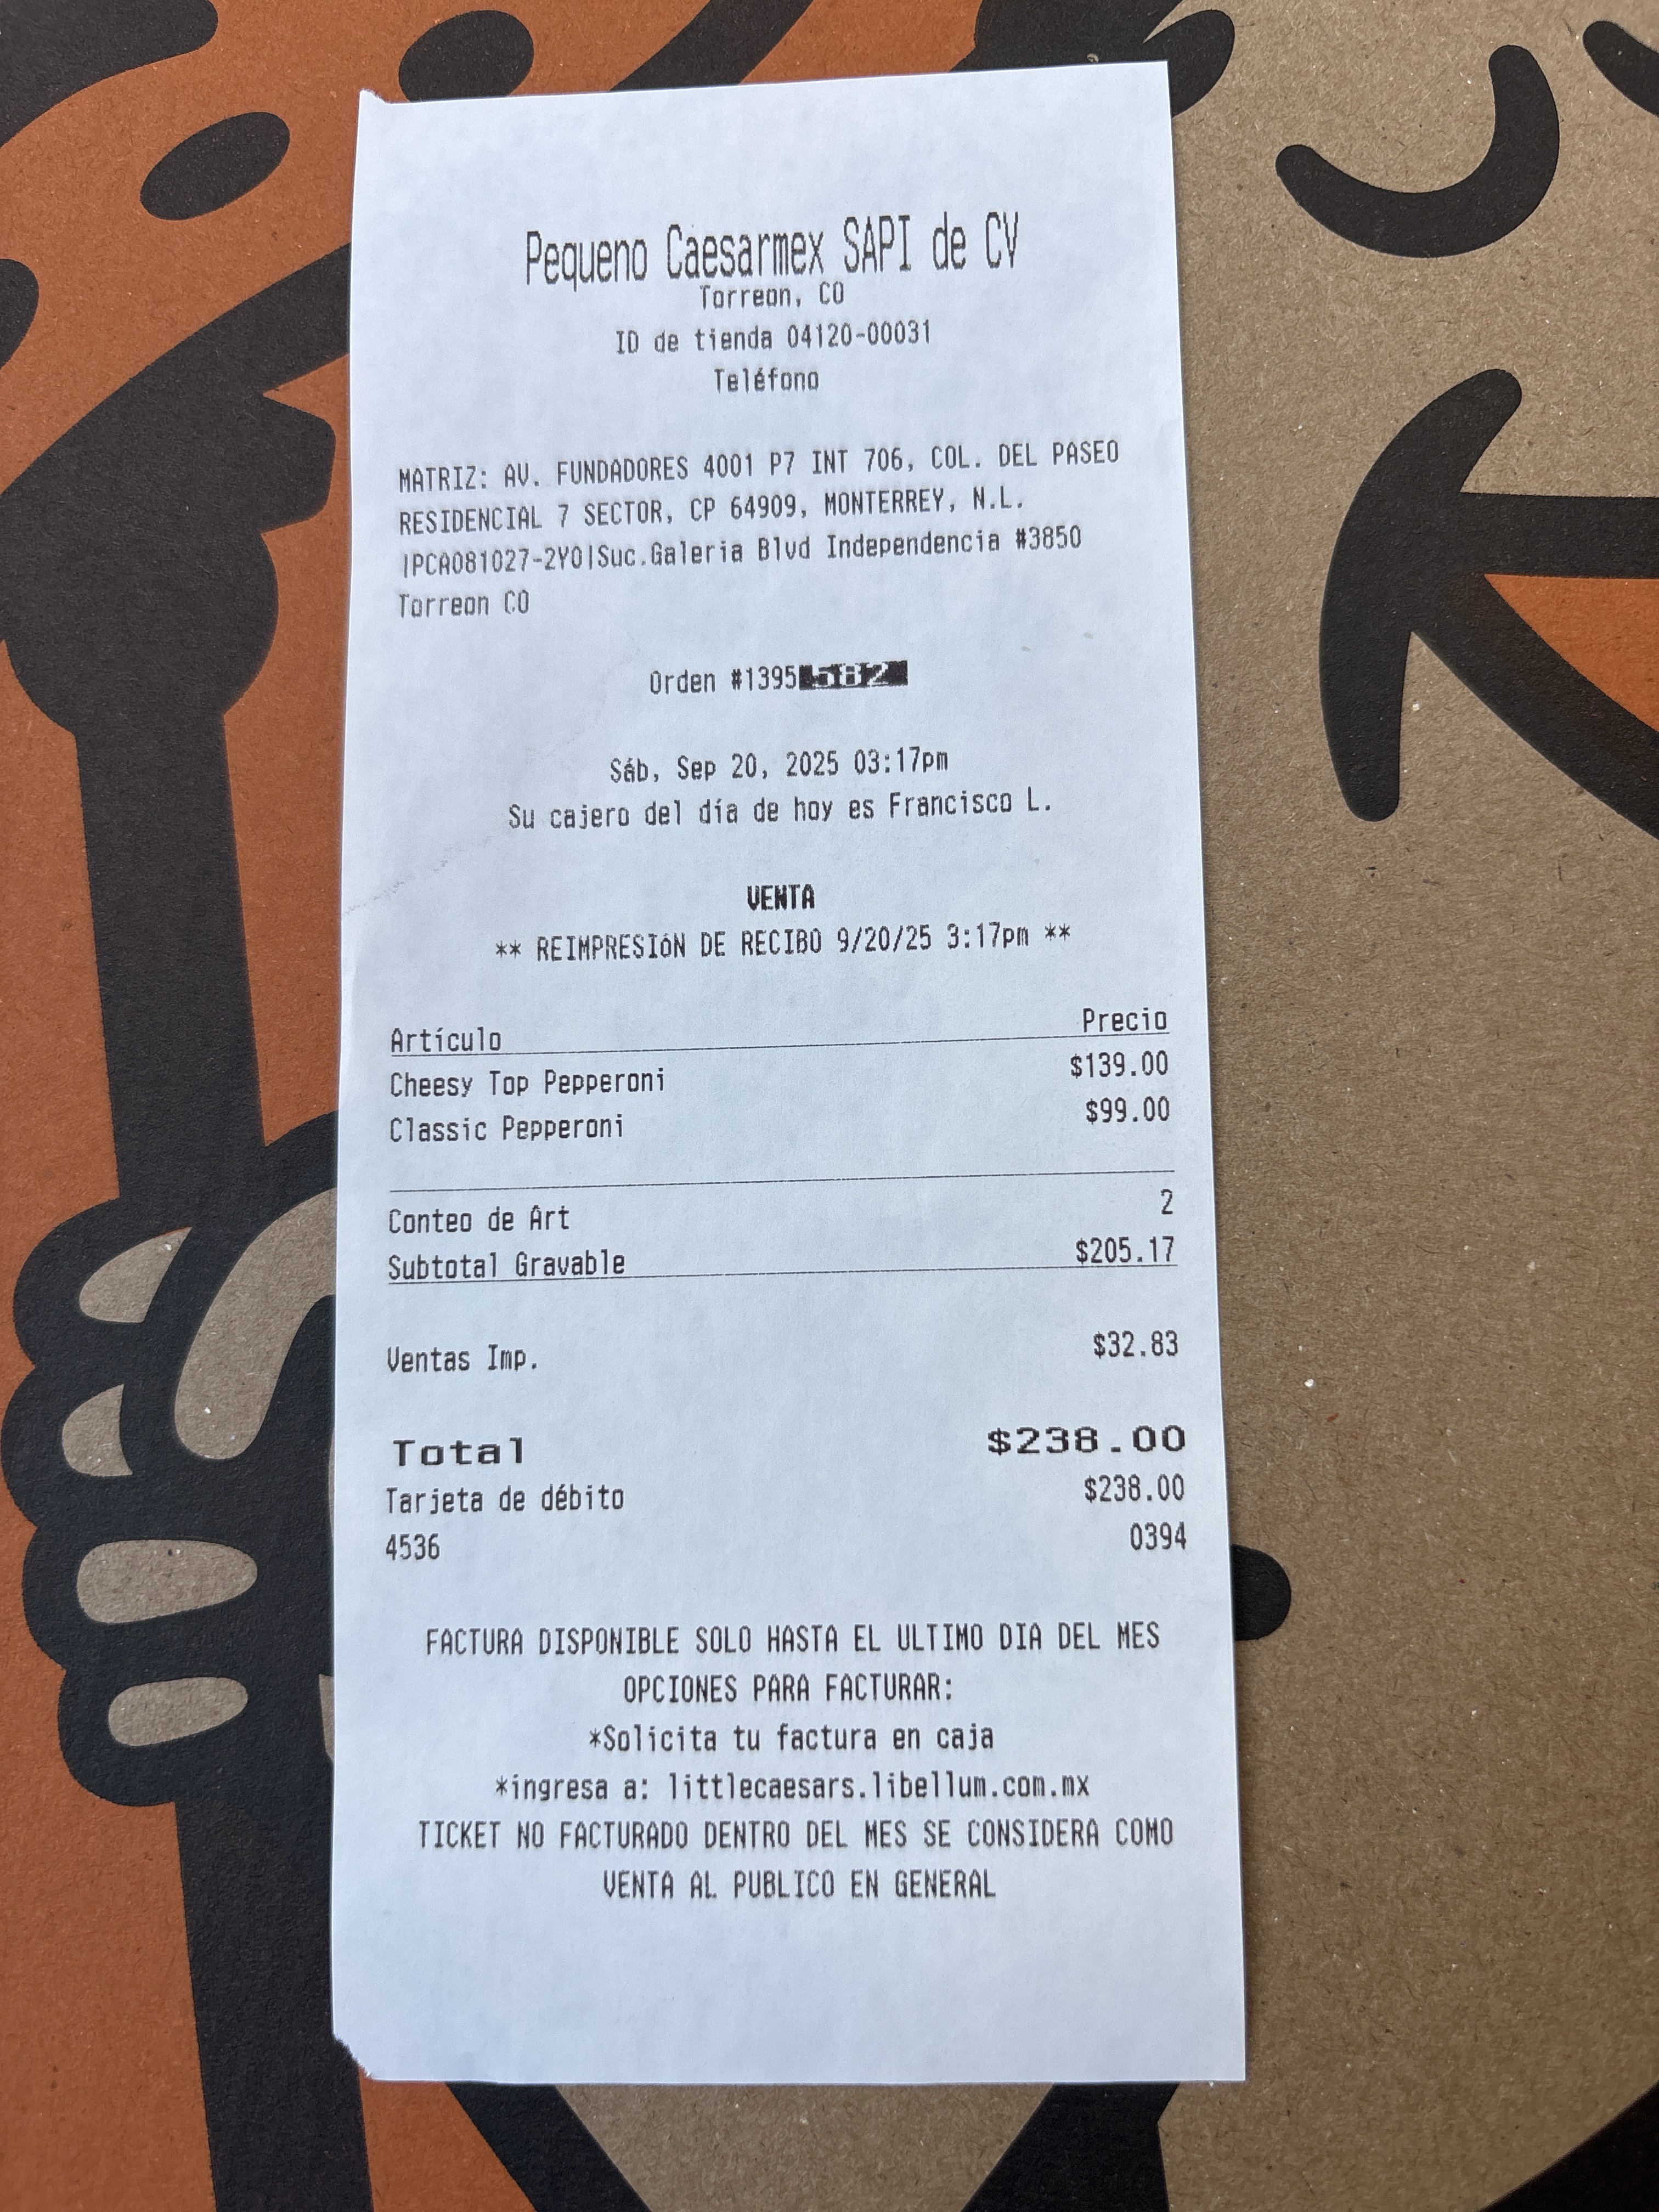 Pequeno Caesarmex SAPI de CV
Torreon, CO
ID de tienda 04120-00031
Teléfono
MATRIZ: AV. FUNDADORES 4001 P7 INT 706, COL. DEL PASEO
RESIDENCIAL 7 SECTOR, CP 64909, MONTERREY, N.L.
|PCA081027-2Y0|Suc.Galeria Blvd Independencia #3850
Torreon CO
Orden #1395582
Sáb, Sep 20, 2025 03:17pm
Su cajero del día de hoy es Francisco L.
VENTA
** REIMPRESIóN DE RECIBO 9/20/25 3:17pm **
Artículo Precio
Cheesy Top Pepperoni $139.00
Classic Pepperoni $99.00
Conteo de Art 2
Subtotal Gravable $205.17
Ventas Imp. $32.83
Total $238.00
Tarjeta de débito $238.00
4536 0394
FACTURA DISPONIBLE SOLO HASTA EL ULTIMO DIA DEL MES
OPCIONES PARA FACTURAR:
*Solicita tu factura en caja
*ingresa a: littlecaesars.libellum.com.mx
TICKET NO FACTURADO DENTRO DEL MES SE CONSIDERA COMO
VENTA AL PUBLICO EN GENERAL